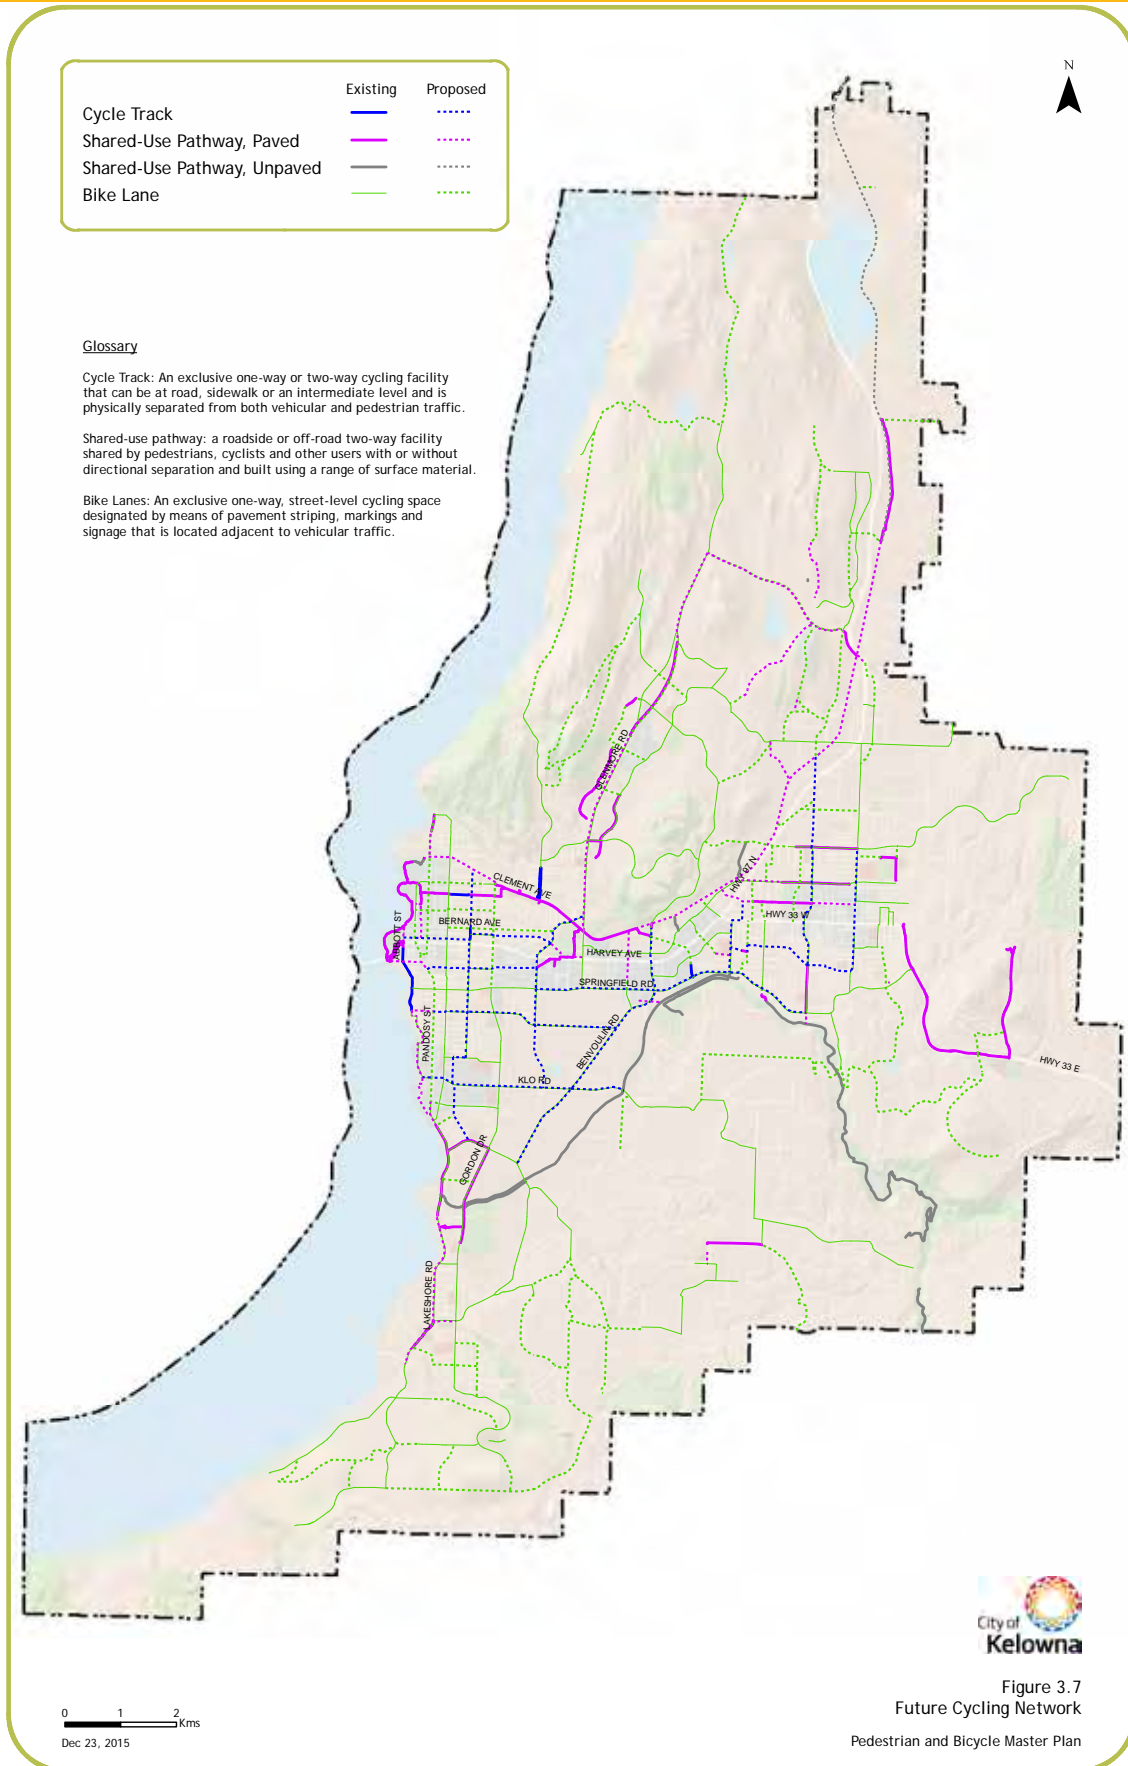 N
Existing Proposed
Cycle Track
Shared-Use Pathway, Paved
Shared-Use Pathway, Unpaved
Bike Lane
Glossary
Cycle Track: An exclusive one-way or two-way cycling facility
that can be at road, sidewalk or an intermediate level and is
physically separated from both vehicular and pedestrian traffic.
Shared-use pathway: a roadside or off-road two-way facility
shared by pedestrians, cyclists and other users with or without
directional separation and built using a range of surface material.
Bike Lanes: An exclusive one-way, street-level cycling space
designated by means of pavement striping, markings and
signage that is located adjacent to vehicular traffic.
GLENMORE RD
CLEMENT AVE
HWY 97 N
ABBOTT ST
BERNARD AVE
HWY 33 W
HARVEY AVE
SPRINGFIELD RD
PANDOSY ST
BENVOULIN RD
KLO RD
HWY 33 E
GORDON DR
LAKESHORE RD
City of
Kelowna
Figure 3.7
Future Cycling Network
Pedestrian and Bicycle Master Plan
0 1 2
Kms
Dec 23, 2015